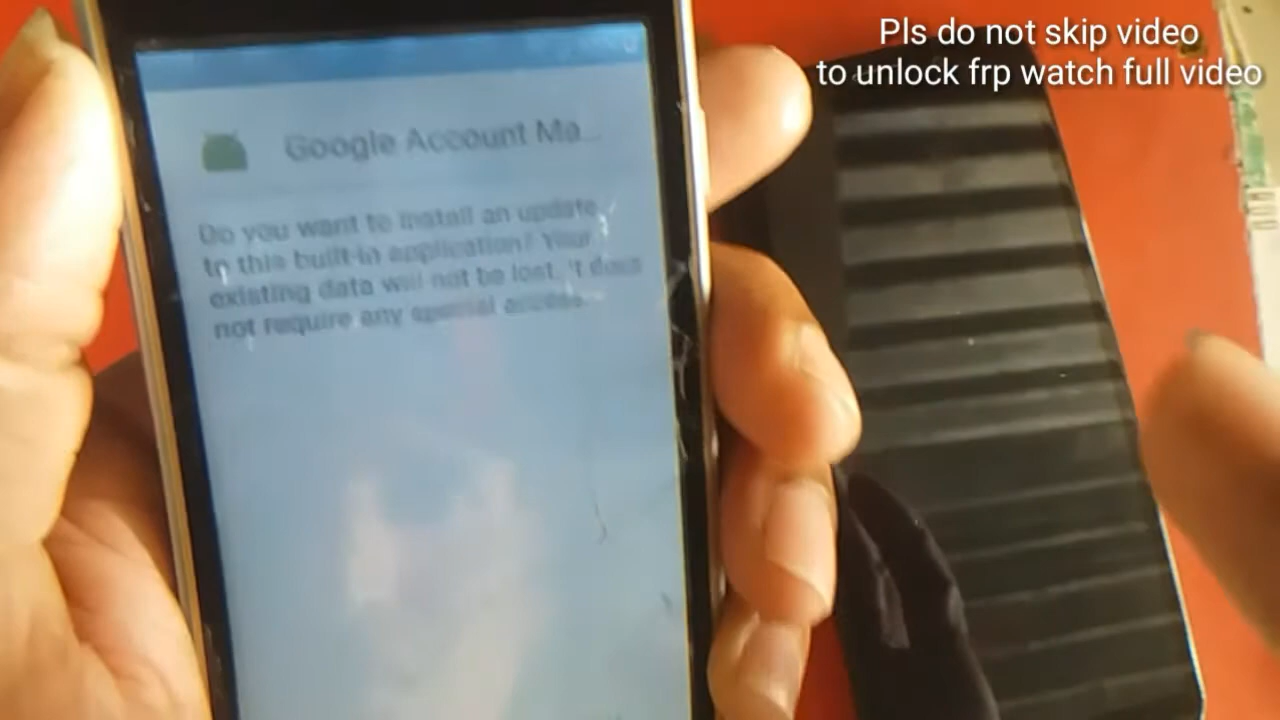 Pls do not skip video
to unlock frp watch full video
Google Account Ma...
Do you want to install an update
to this built-in application? Your
existing data will not be lost. It does
not require any special access.